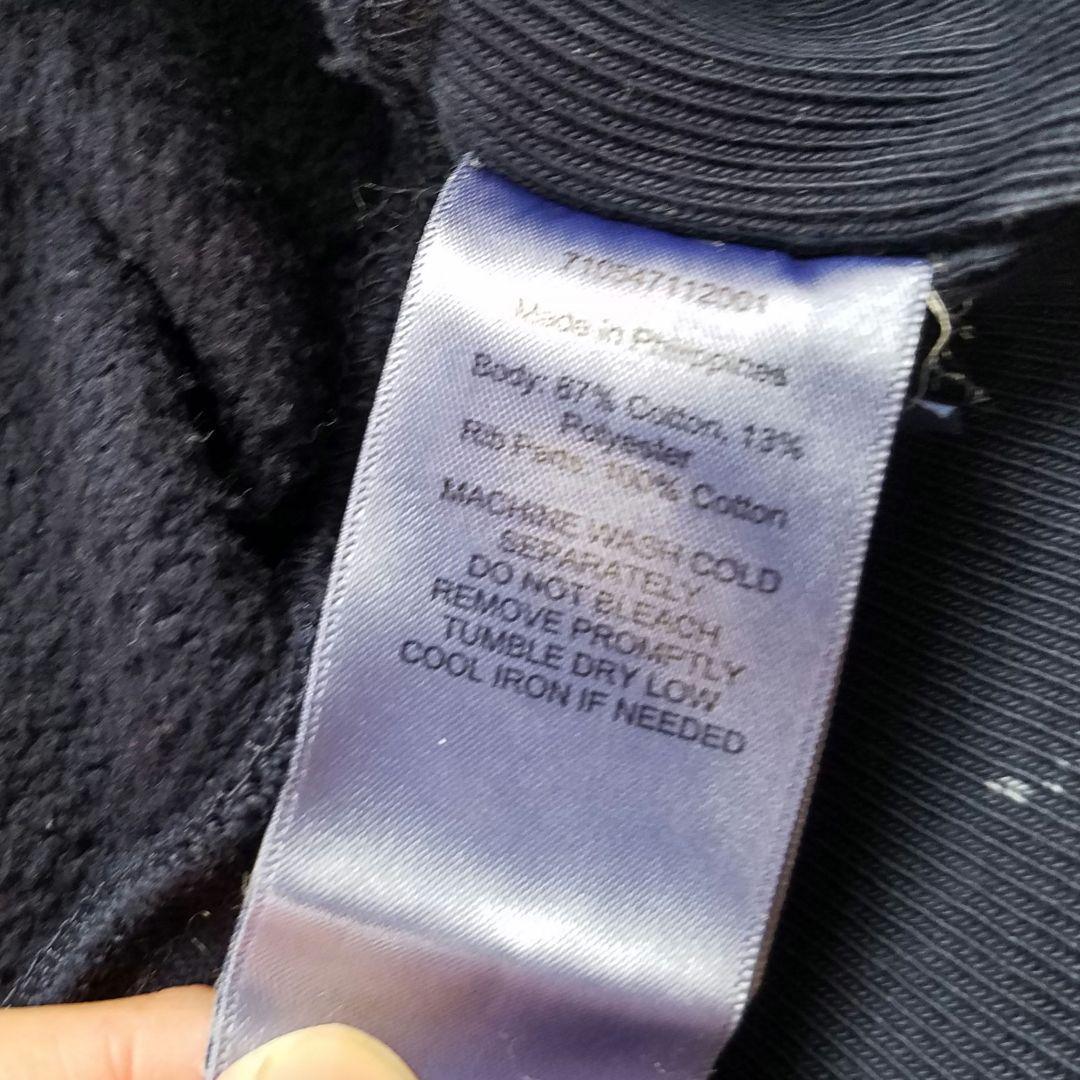 710847112001
Made in Philippines
Body: 87% Cotton, 13%
Polyester
Rib Parts: 100% Cotton
MACHINE WASH COLD
SEPARATELY
DO NOT BLEACH
REMOVE PROMPTLY
TUMBLE DRY LOW
COOL IRON IF NEEDED